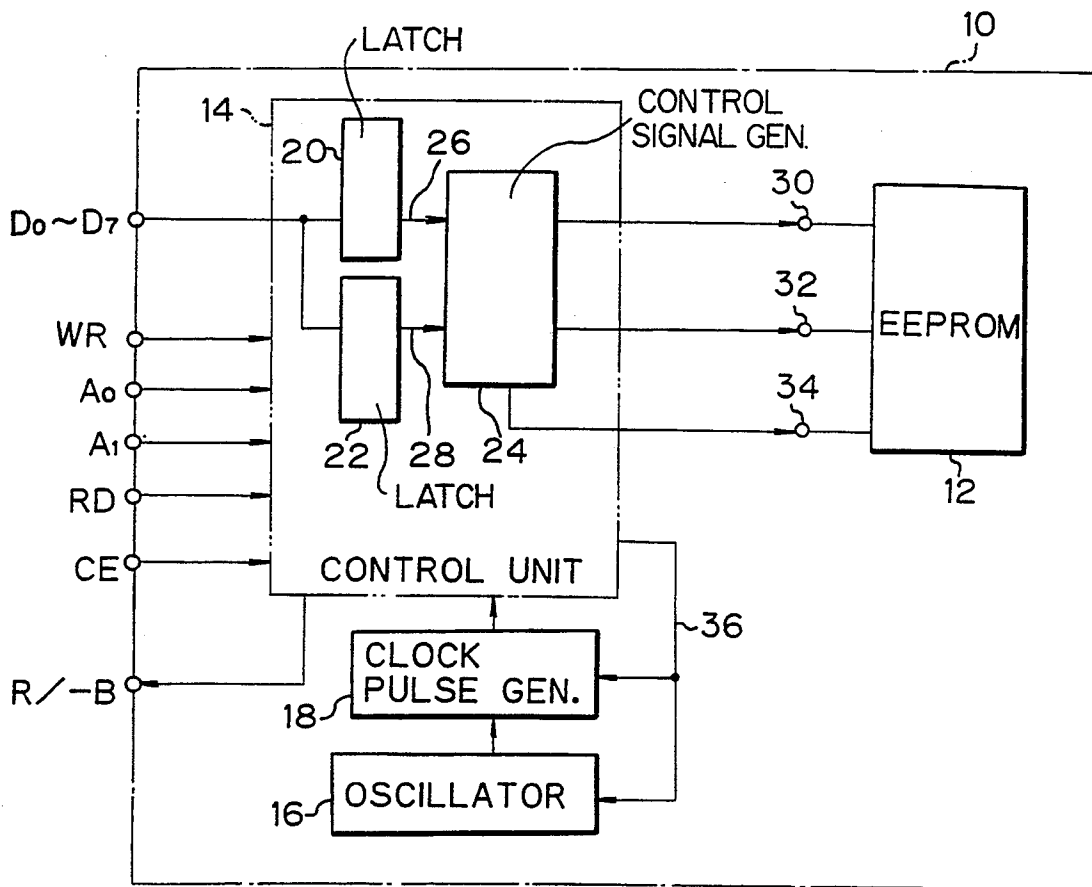 10
LATCH
14
CONTROL
SIGNAL GEN.
20
26
30
D0~D7
32
WR
EEPROM
A0
34
A1
22
28
24
12
LATCH
RD
CE
CONTROL UNIT
36
R/-B
CLOCK
PULSE GEN.
18
16
OSCILLATOR